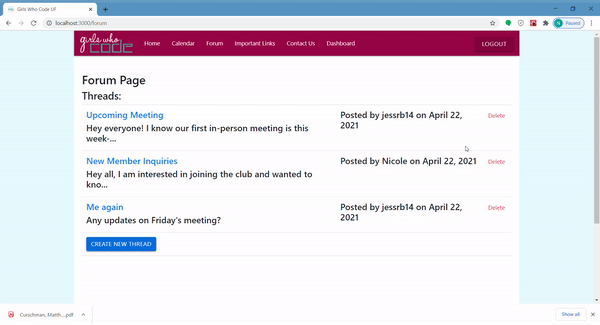 Girls Who Code UF
localhost:3000/forum
Paused
girls who
CODE
Home
Calendar
Forum
Important Links
Contact Us
Dashboard
LOGOUT
Forum Page
Threads:
Upcoming Meeting
Posted by jessrb14 on April 22,
2021
Delete
Hey everyone! I know our first in-person meeting is this
week-...
New Member Inquiries
Posted by Nicole on April 22, 2021
Delete
Hey all, I am interested in joining the club and wanted to
kno...
Me again
Posted by jessrb14 on April 22,
2021
Delete
Any updates on Friday's meeting?
CREATE NEW THREAD
Curschman, Matth....pdf
Show all